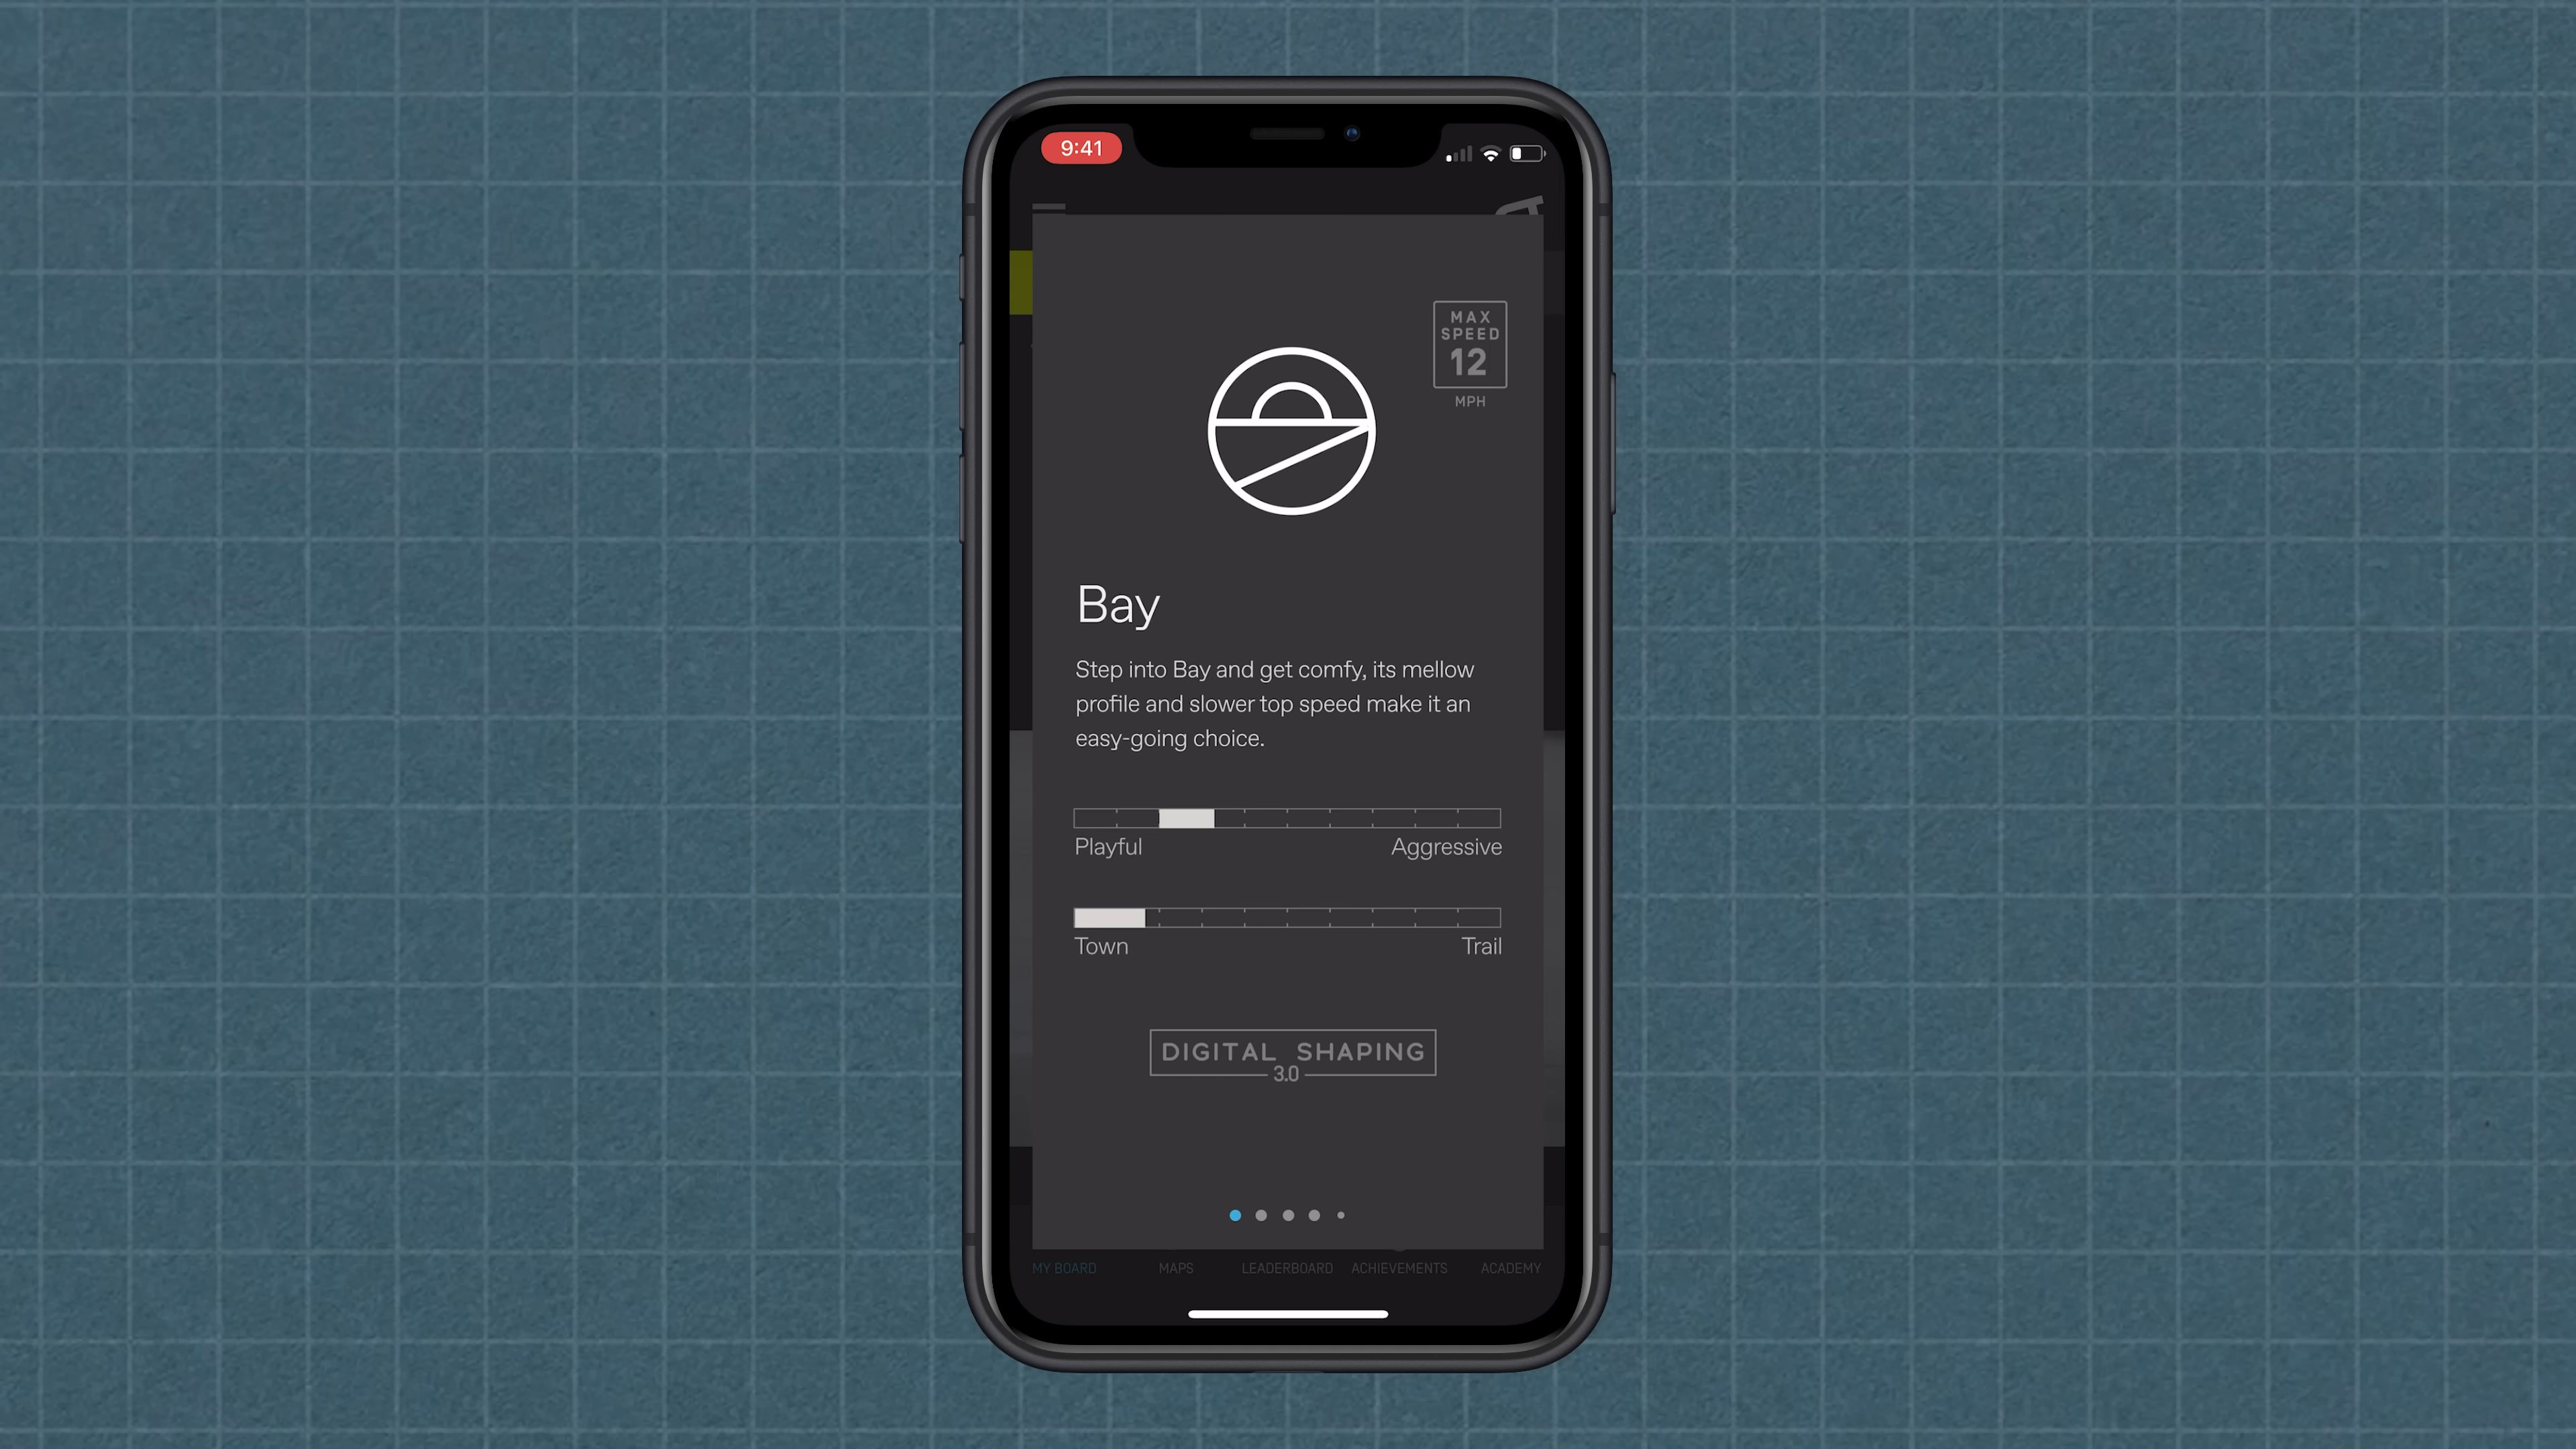 9:41
MAX
SPEED
12
MPH
Bay
Step into Bay and get comfy, its mellow
profile and slower top speed make it an
easy-going choice.
Playful Aggressive
Town Trail
DIGITAL SHAPING
3.0
MY BOARD MAPS LEADERBOARD ACHIEVEMENTS ACADEMY